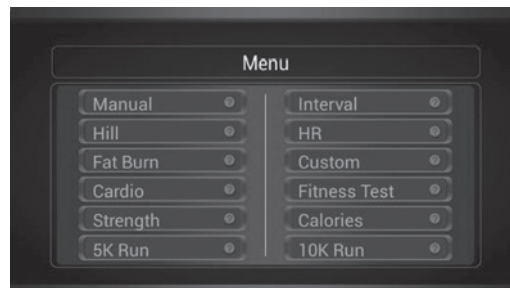 Menu
Manual
Hill
Fat Burn
Cardio
Strength
5K Run
Interval
HR
Custom
Fitness Test
Calories
10K Run